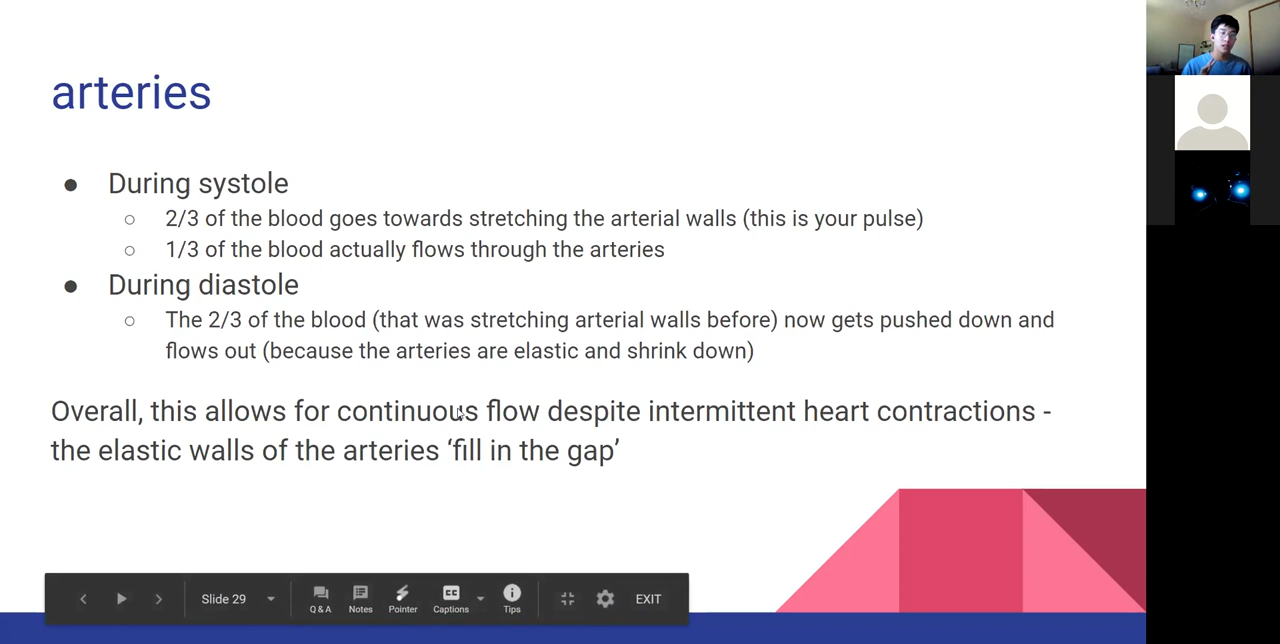 arteries
● During systole
○ 2/3 of the blood goes towards stretching the arterial walls (this is your pulse)
○ 1/3 of the blood actually flows through the arteries
● During diastole
○ The 2/3 of the blood (that was stretching arterial walls before) now gets pushed down and
flows out (because the arteries are elastic and shrink down)
Overall, this allows for continuous flow despite intermittent heart contractions -
the elastic walls of the arteries ‘fill in the gap’
Slide 29
Q & A
Notes
Pointer
CC
Captions
Tips
EXIT